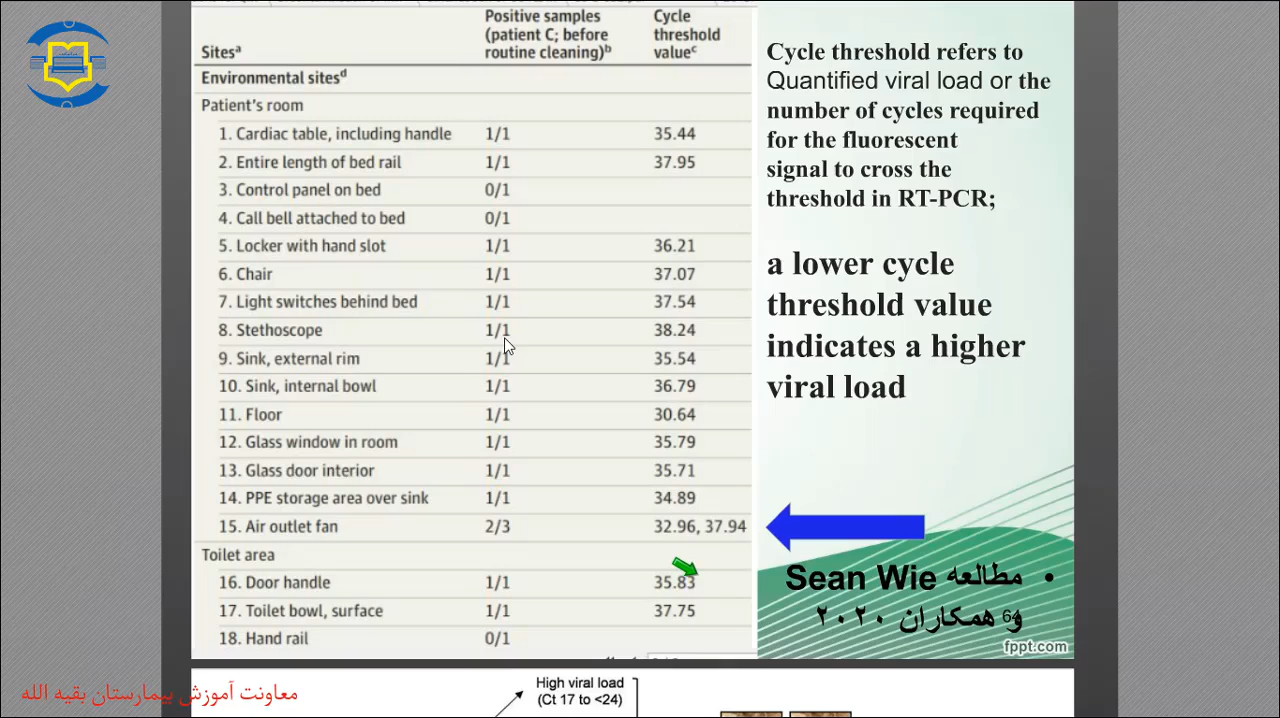 Sitesᵃ Positive samples (patient C; before routine cleaning)ᵇ Cycle threshold valueᶜ
Environmental sitesᵈ
Patient's room
1. Cardiac table, including handle 1/1 35.44
2. Entire length of bed rail 1/1 37.95
3. Control panel on bed 0/1
4. Call bell attached to bed 0/1
5. Locker with hand slot 1/1 36.21
6. Chair 1/1 37.07
7. Light switches behind bed 1/1 37.54
8. Stethoscope 1/1 38.24
9. Sink, external rim 1/1 35.54
10. Sink, internal bowl 1/1 36.79
11. Floor 1/1 30.64
12. Glass window in room 1/1 35.79
13. Glass door interior 1/1 35.71
14. PPE storage area over sink 1/1 34.89
15. Air outlet fan 2/3 32.96, 37.94
Toilet area
16. Door handle 1/1 35.83
17. Toilet bowl, surface 1/1 37.75
18. Hand rail 0/1
Cycle threshold refers to
Quantified viral load or the
number of cycles required
for the fluorescent
signal to cross the
threshold in RT-PCR;
a lower cycle
threshold value
indicates a higher
viral load
• مطالعه Sean Wie
و همکاران ۲۰۲۰
64
fppt.com
معاونت آموزش بیمارستان بقیه الله
High viral load
(Ct 17 to <24)